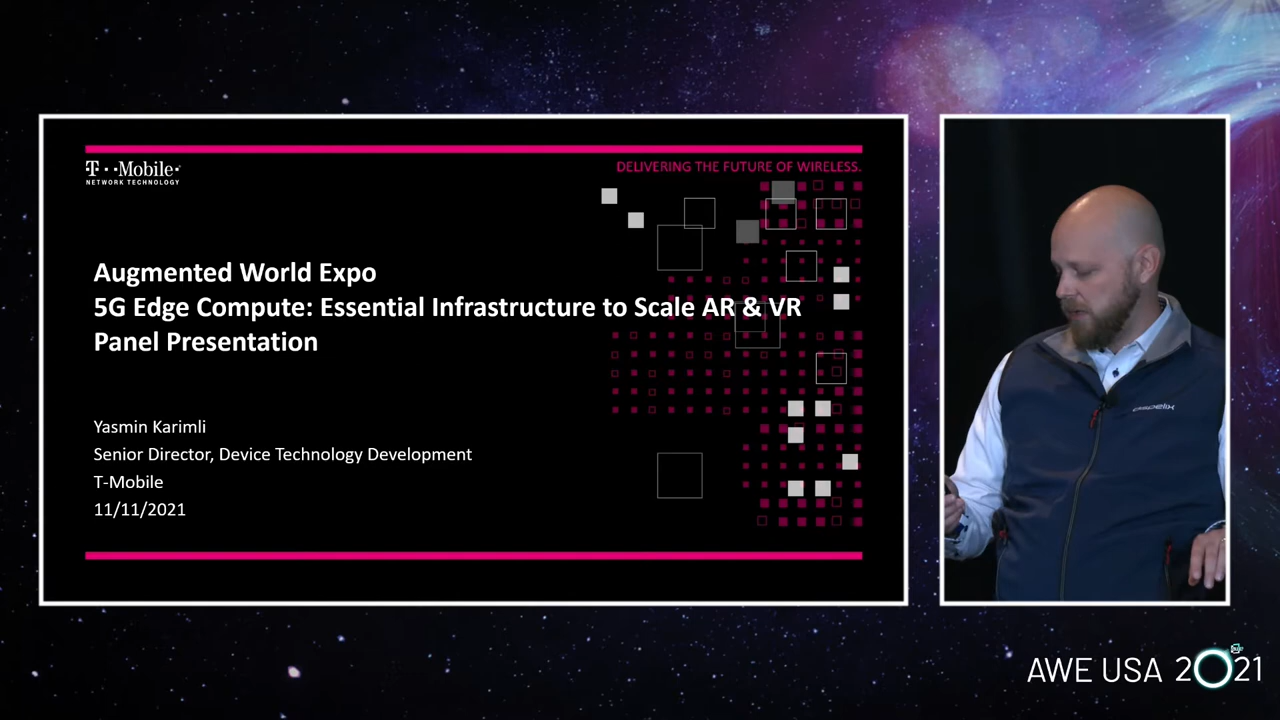 T··Mobile·
NETWORK TECHNOLOGY
DELIVERING THE FUTURE OF WIRELESS.
Augmented World Expo
5G Edge Compute: Essential Infrastructure to Scale AR & VR
Panel Presentation
Yasmin Karimli
Senior Director, Device Technology Development
T-Mobile
11/11/2021
AWE USA 2021